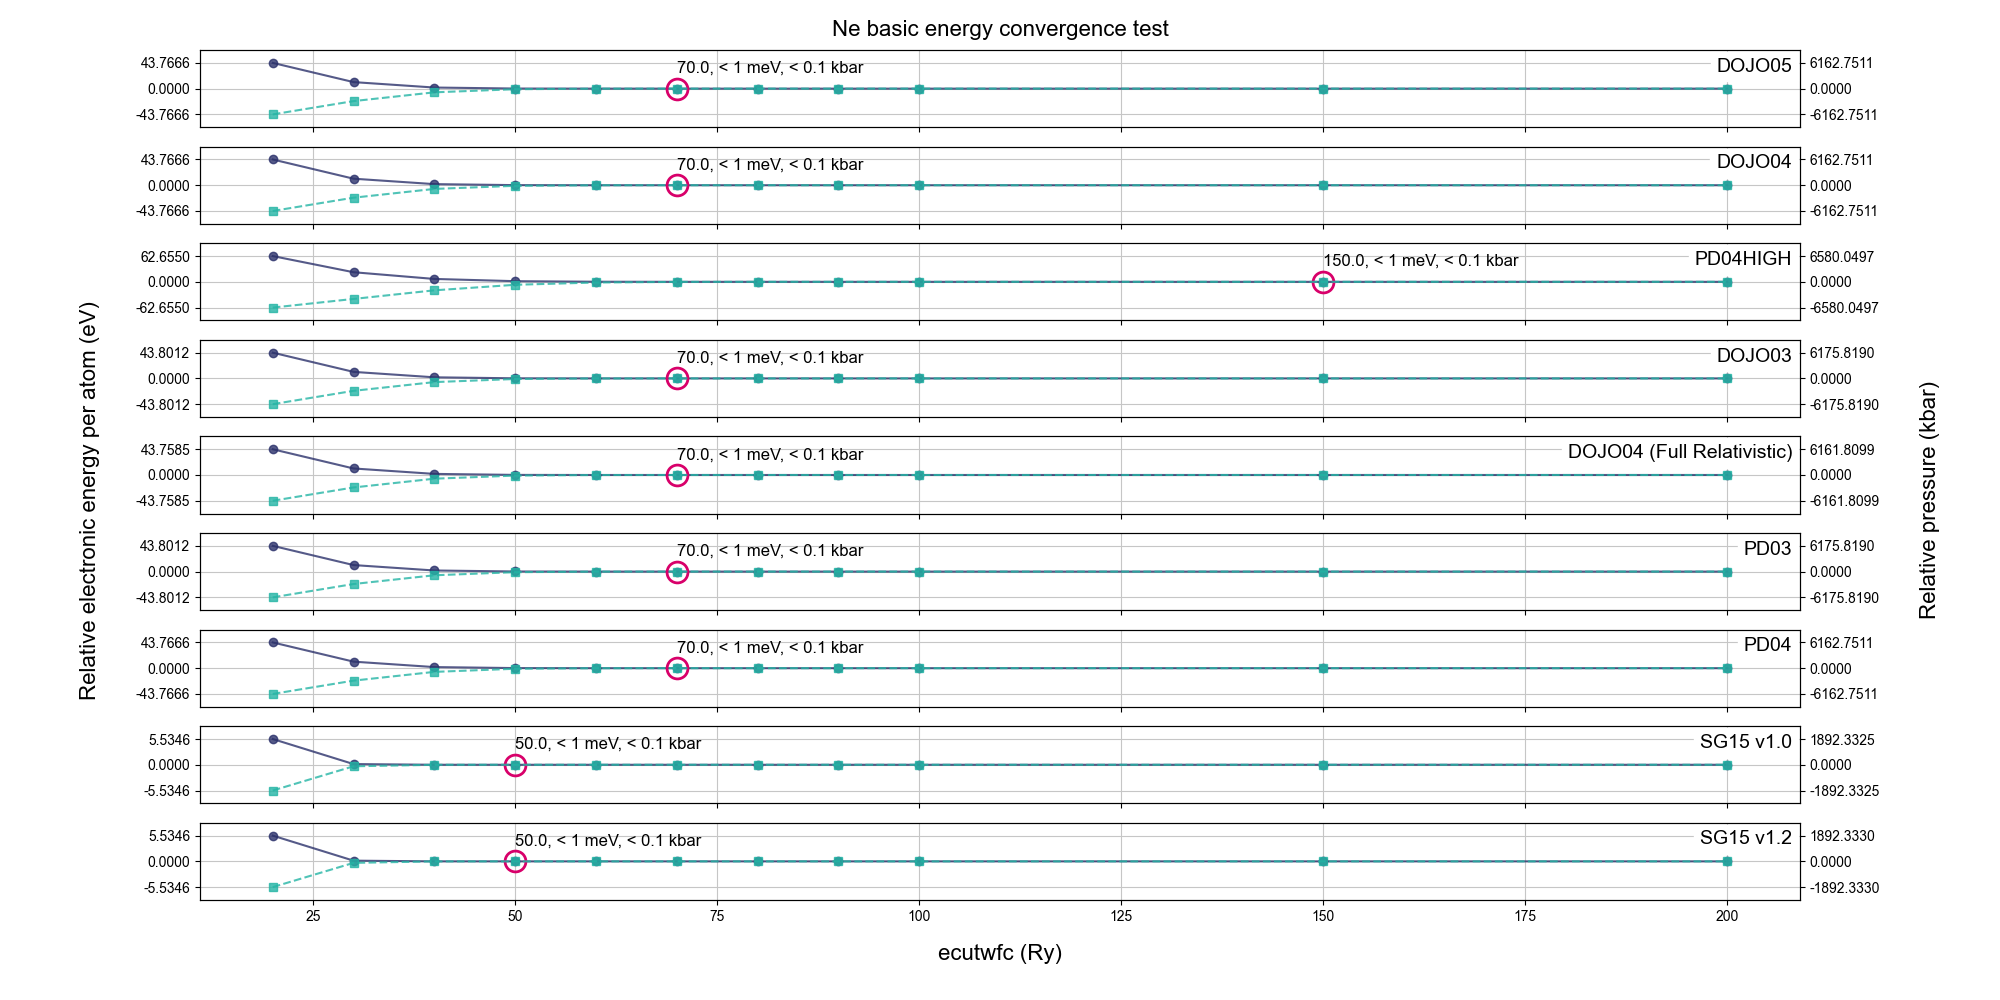 Ne basic energy convergence test
43.7666
0.0000
-43.7666
70.0, < 1 meV, < 0.1 kbar
DOJO05
6162.7511
0.0000
-6162.7511
43.7666
0.0000
-43.7666
70.0, < 1 meV, < 0.1 kbar
DOJO04
6162.7511
0.0000
-6162.7511
62.6550
0.0000
-62.6550
150.0, < 1 meV, < 0.1 kbar
PD04HIGH
6580.0497
0.0000
-6580.0497
43.8012
0.0000
-43.8012
70.0, < 1 meV, < 0.1 kbar
DOJO03
6175.8190
0.0000
-6175.8190
43.7585
0.0000
-43.7585
70.0, < 1 meV, < 0.1 kbar
DOJO04 (Full Relativistic)
6161.8099
0.0000
-6161.8099
43.8012
0.0000
-43.8012
70.0, < 1 meV, < 0.1 kbar
PD03
6175.8190
0.0000
-6175.8190
43.7666
0.0000
-43.7666
70.0, < 1 meV, < 0.1 kbar
PD04
6162.7511
0.0000
-6162.7511
5.5346
0.0000
-5.5346
50.0, < 1 meV, < 0.1 kbar
SG15 v1.0
1892.3325
0.0000
-1892.3325
5.5346
0.0000
-5.5346
50.0, < 1 meV, < 0.1 kbar
SG15 v1.2
1892.3330
0.0000
-1892.3330
25 50 75 100 125 150 175 200
ecutwfc (Ry)
Relative electronic energy per atom (eV)
Relative pressure (kbar)